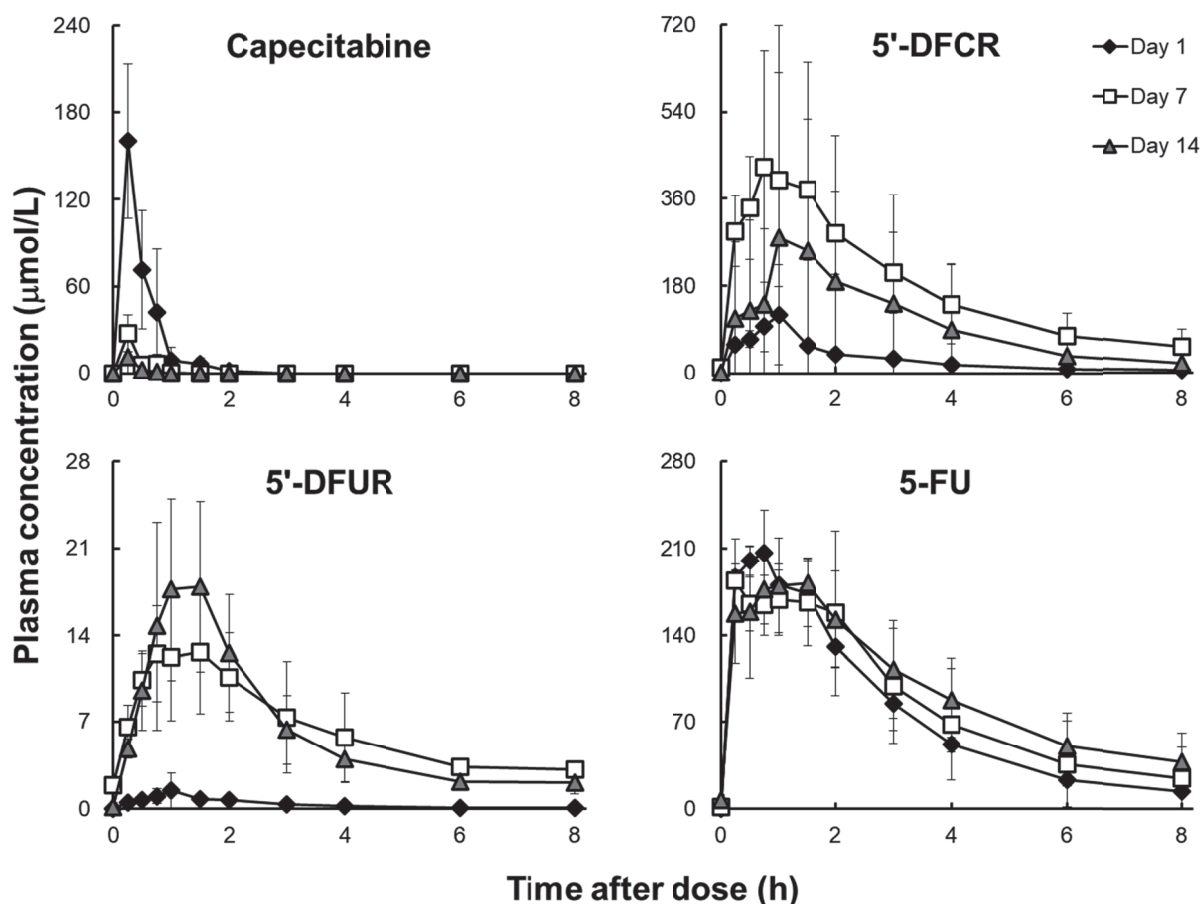 Capecitabine
240
180
120
60
0
0 2 4 6 8
5'-DFCR
720
540
360
180
0
0 2 4 6 8
Day 1
Day 7
Day 14
5'-DFUR
28
21
14
7
0
0 2 4 6 8
5-FU
280
210
140
70
0
0 2 4 6 8
Plasma concentration (μmol/L)
Time after dose (h)